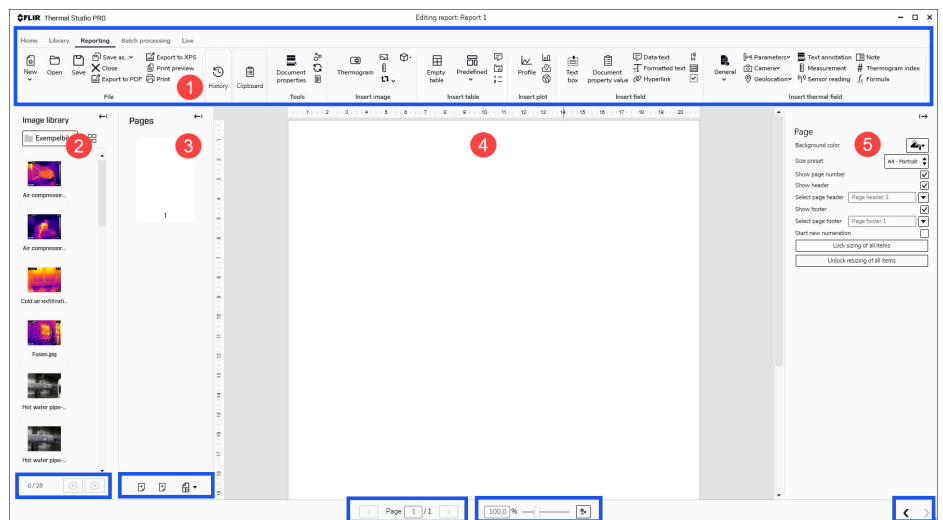 FLIR Thermal Studio PRO
Editing report: Report 1
Home Library Reporting Batch processing Live
New Open Save Save as... Close Export to PDF Export to XPS Print preview Print
File
History Clipboard
Document properties
Tools
Thermogram
Insert image
Empty table Predefined
Insert table
Profile
Insert plot
Text box Document property value Data text Formatted text Hyperlink
Insert field
General Parameters Camera Geolocation Text annotation Measurement Sensor reading Note Thermogram index Formula
Insert thermal field
1
Image library
Exempelbil
2
Air compressor...
Air compressor...
Cold air exfiltrati...
Fuses.jpg
Hot water pipe-...
Hot water pipe-...
0 / 28
Pages
3
1
4
Page
5
Background color
Size preset A4 - Portrait
Show page number
Show header
Select page header Page header 1
Show footer
Select page footer Page footer 1
Start new numeration
Lock sizing of all items
Unlock resizing of all items
Page 1 / 1
100,0 %